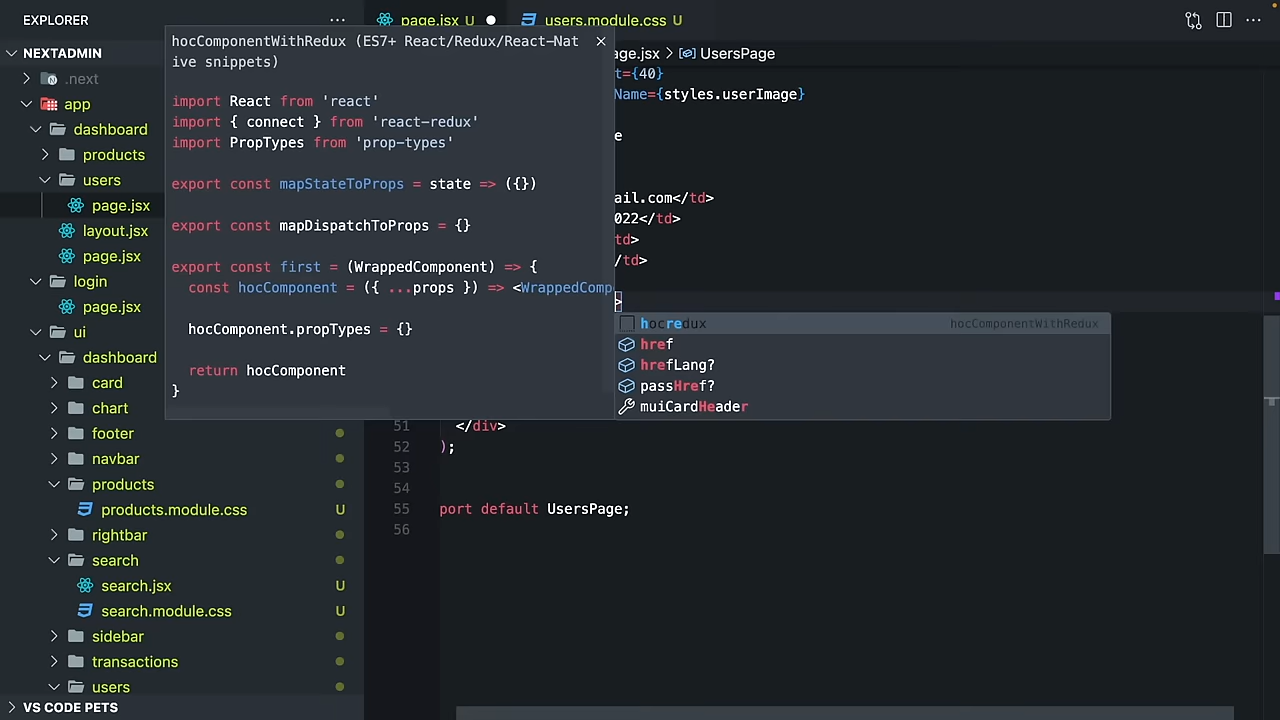 EXPLORER
NEXTADMIN
.next
app
dashboard
products
users
page.jsx
layout.jsx
page.jsx
login
page.jsx
ui
dashboard
card
chart
footer
navbar
products
products.module.css U
rightbar
search
search.jsx U
search.module.css U
sidebar
transactions
users
VS CODE PETS
page.jsx U
users.module.css U
age.jsx > UsersPage
hocComponentWithRedux (ES7+ React/Redux/React-Nat
ive snippets)
import React from 'react'
import { connect } from 'react-redux'
import PropTypes from 'prop-types'
export const mapStateToProps = state => ({})
export const mapDispatchToProps = {}
export const first = (WrappedComponent) => {
const hocComponent = ({ ...props }) => <WrappedComp
hocComponent.propTypes = {}
return hocComponent
}
t={40}
Name={styles.userImage}
e
ail.com</td>
022</td>
td>
/td>
>
hocredux hocComponentWithRedux
href
hrefLang?
passHref?
muiCardHeader
51 </div>
52 );
53
54
55 port default UsersPage;
56